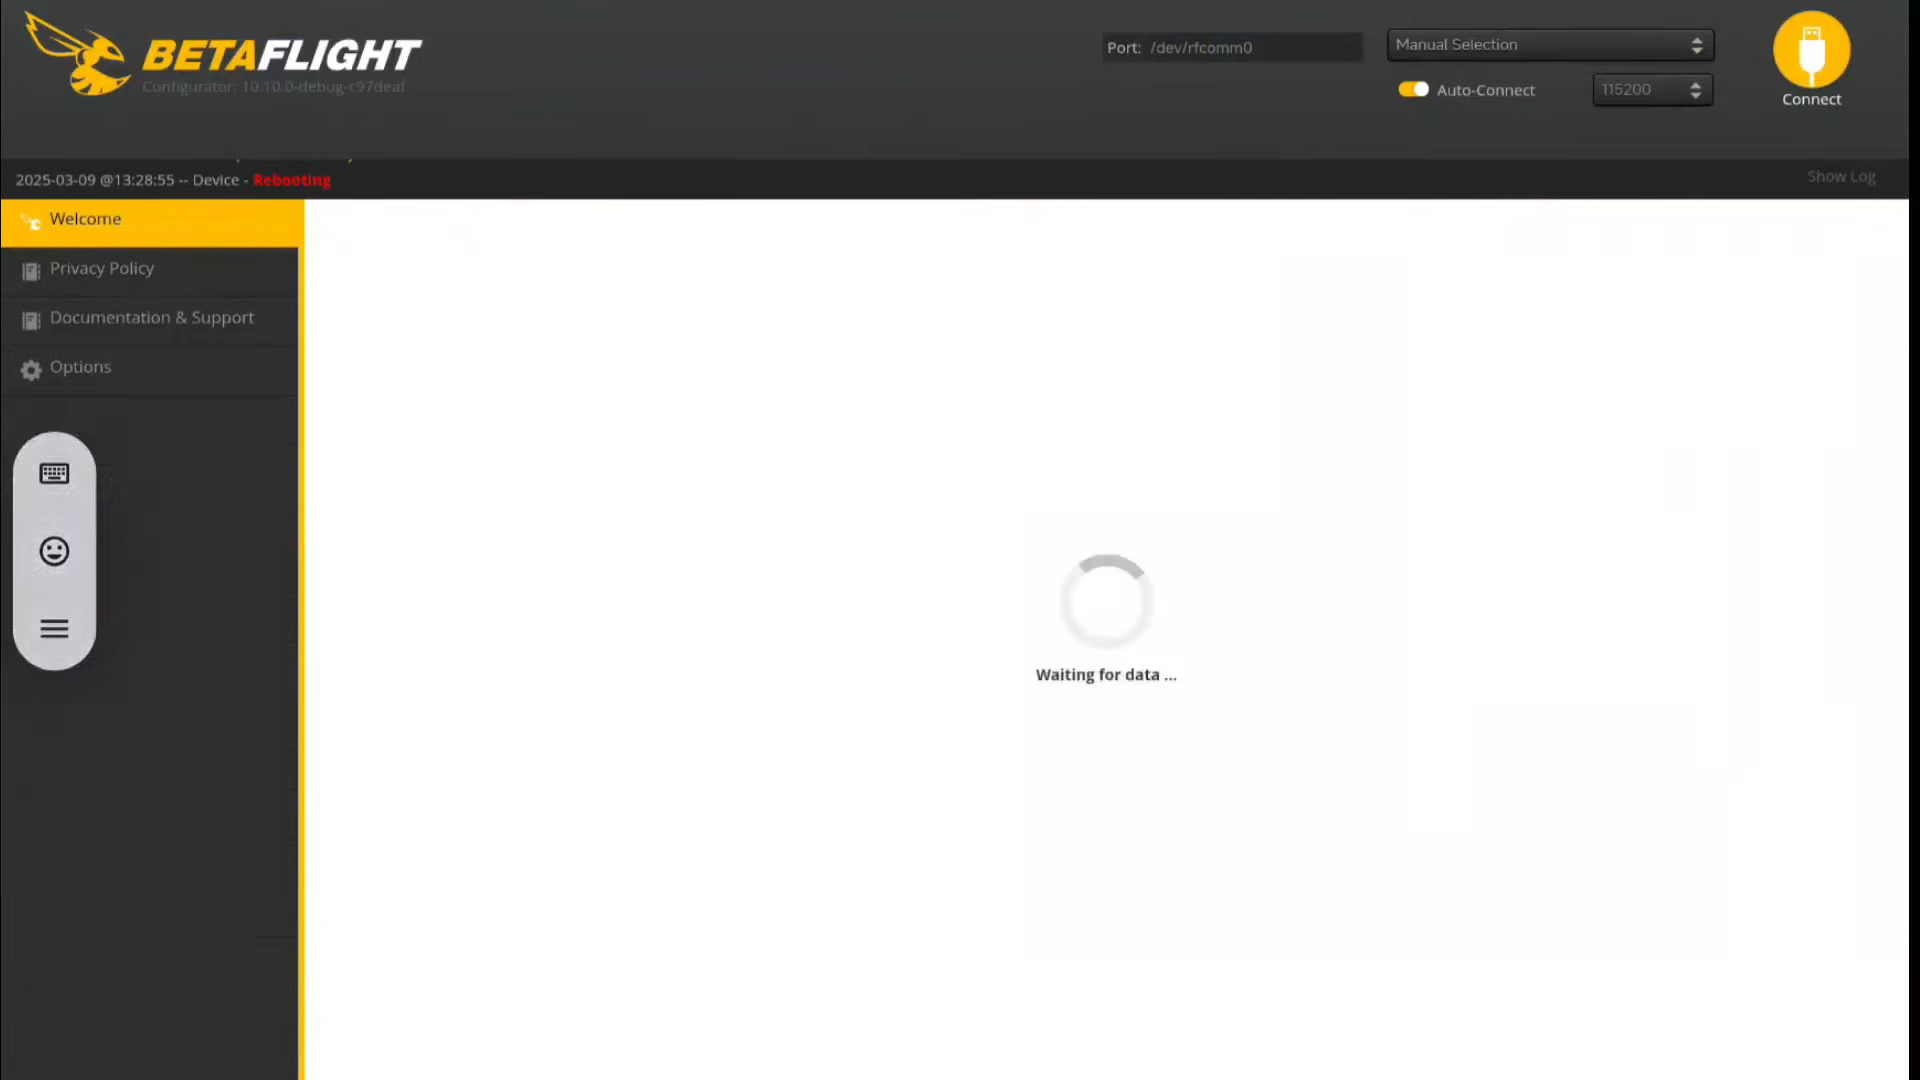 BETAFLIGHT
Configurator: 10.10.0-debug-c97deaf
Port: /dev/rfcomm0
Manual Selection
Auto-Connect
115200
Connect
2025-03-09 @13:28:55 -- Device - Rebooting
Show Log
Welcome
Privacy Policy
Documentation & Support
Options
Waiting for data ...